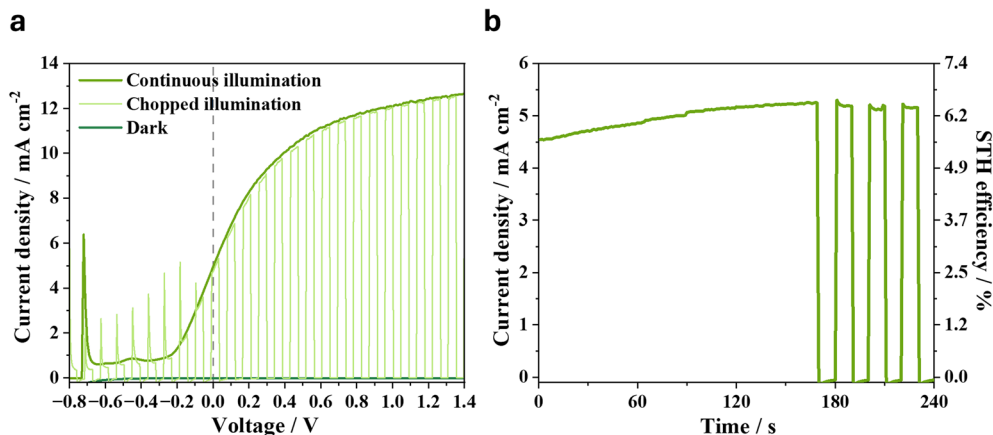 a
14
12
10
8
6
4
2
0
Current density / mA cm⁻²
Continuous illumination
Chopped illumination
Dark
−0.8 −0.6 −0.4 −0.2 0.0 0.2 0.4 0.6 0.8 1.0 1.2 1.4
Voltage / V
b
6
5
4
3
2
1
0
Current density / mA cm⁻²
7.4
6.2
4.9
3.7
2.5
1.2
0.0
STH efficiency / %
0 60 120 180 240
Time / s